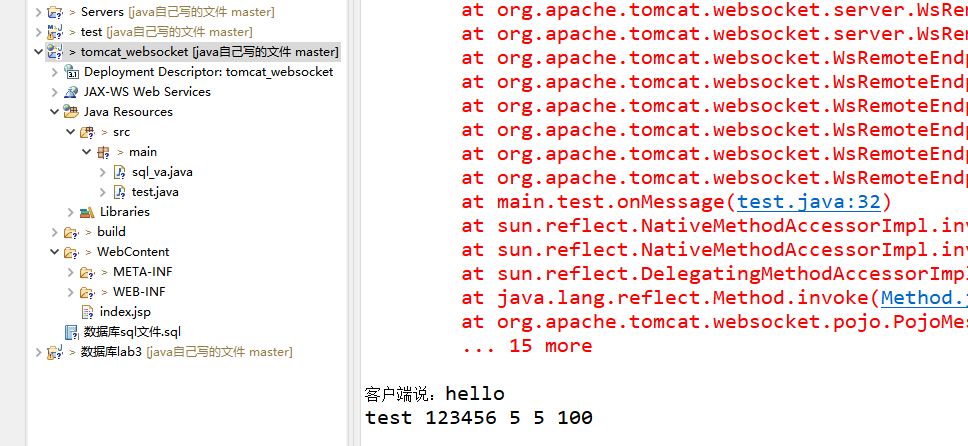 > Servers [java自己写的文件 master]
> test [java自己写的文件 master]
> tomcat_websocket [java自己写的文件 master]
Deployment Descriptor: tomcat_websocket
JAX-WS Web Services
Java Resources
> src
> main
sql_va.java
test.java
Libraries
> build
> WebContent
> META-INF
> WEB-INF
index.jsp
数据库sql文件.sql
> 数据库lab3 [java自己写的文件 master]
at org.apache.tomcat.websocket.server.WsRe
at org.apache.tomcat.websocket.server.WsRe
at org.apache.tomcat.websocket.WsRemoteEnd
at org.apache.tomcat.websocket.WsRemoteEnd
at org.apache.tomcat.websocket.WsRemoteEnd
at org.apache.tomcat.websocket.WsRemoteEnd
at org.apache.tomcat.websocket.WsRemoteEnd
at org.apache.tomcat.websocket.WsRemoteEnd
at main.test.onMessage(test.java:32)
at sun.reflect.NativeMethodAccessorImpl.inv
at sun.reflect.NativeMethodAccessorImpl.inv
at sun.reflect.DelegatingMethodAccessorImpl
at java.lang.reflect.Method.invoke(Method.
at org.apache.tomcat.websocket.pojo.PojoMes
... 15 more
客户端说：hello
test 123456 5 5 100